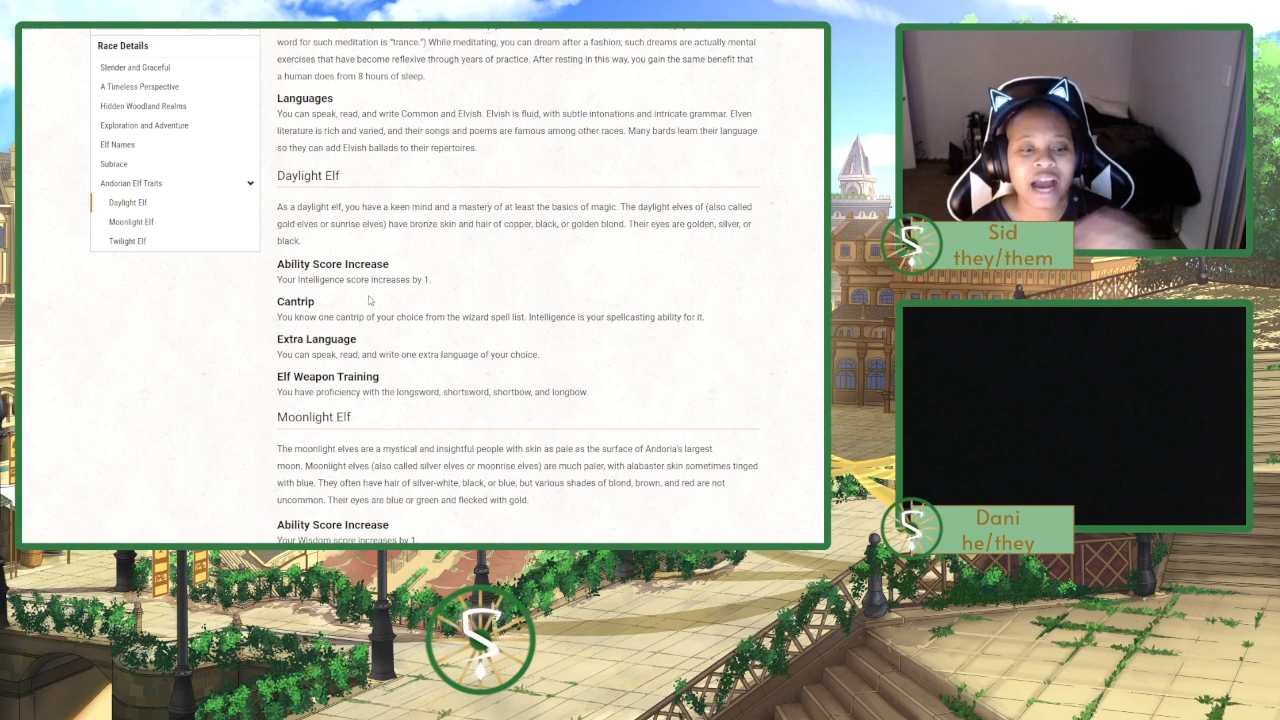 Race Details
Slender and Graceful
A Timeless Perspective
Hidden Woodland Realms
Exploration and Adventure
Elf Names
Subrace
Andorian Elf Traits
Daylight Elf
Moonlight Elf
Twilight Elf
word for such meditation is “trance.”) While meditating, you can dream after a fashion; such dreams are actually mental
exercises that have become reflexive through years of practice. After resting in this way, you gain the same benefit that
a human does from 8 hours of sleep.
Languages
You can speak, read, and write Common and Elvish. Elvish is fluid, with subtle intonations and intricate grammar. Elven
literature is rich and varied, and their songs and poems are famous among other races. Many bards learn their language
so they can add Elvish ballads to their repertoires.
Daylight Elf
As a daylight elf, you have a keen mind and a mastery of at least the basics of magic. The daylight elves of (also called
gold elves or sunrise elves) have bronze skin and hair of copper, black, or golden blond. Their eyes are golden, silver, or
black.
Ability Score Increase
Your Intelligence score increases by 1.
Cantrip
You know one cantrip of your choice from the wizard spell list. Intelligence is your spellcasting ability for it.
Extra Language
You can speak, read, and write one extra language of your choice.
Elf Weapon Training
You have proficiency with the longsword, shortsword, shortbow, and longbow.
Moonlight Elf
The moonlight elves are a mystical and insightful people with skin as pale as the surface of Andoria's largest
moon. Moonlight elves (also called silver elves or moonrise elves) are much paler, with alabaster skin sometimes tinged
with blue. They often have hair of silver-white, black, or blue, but various shades of blond, brown, and red are not
uncommon. Their eyes are blue or green and flecked with gold.
Ability Score Increase
Your Wisdom score increases by 1.
Sid
they/them
Dani
he/they
S